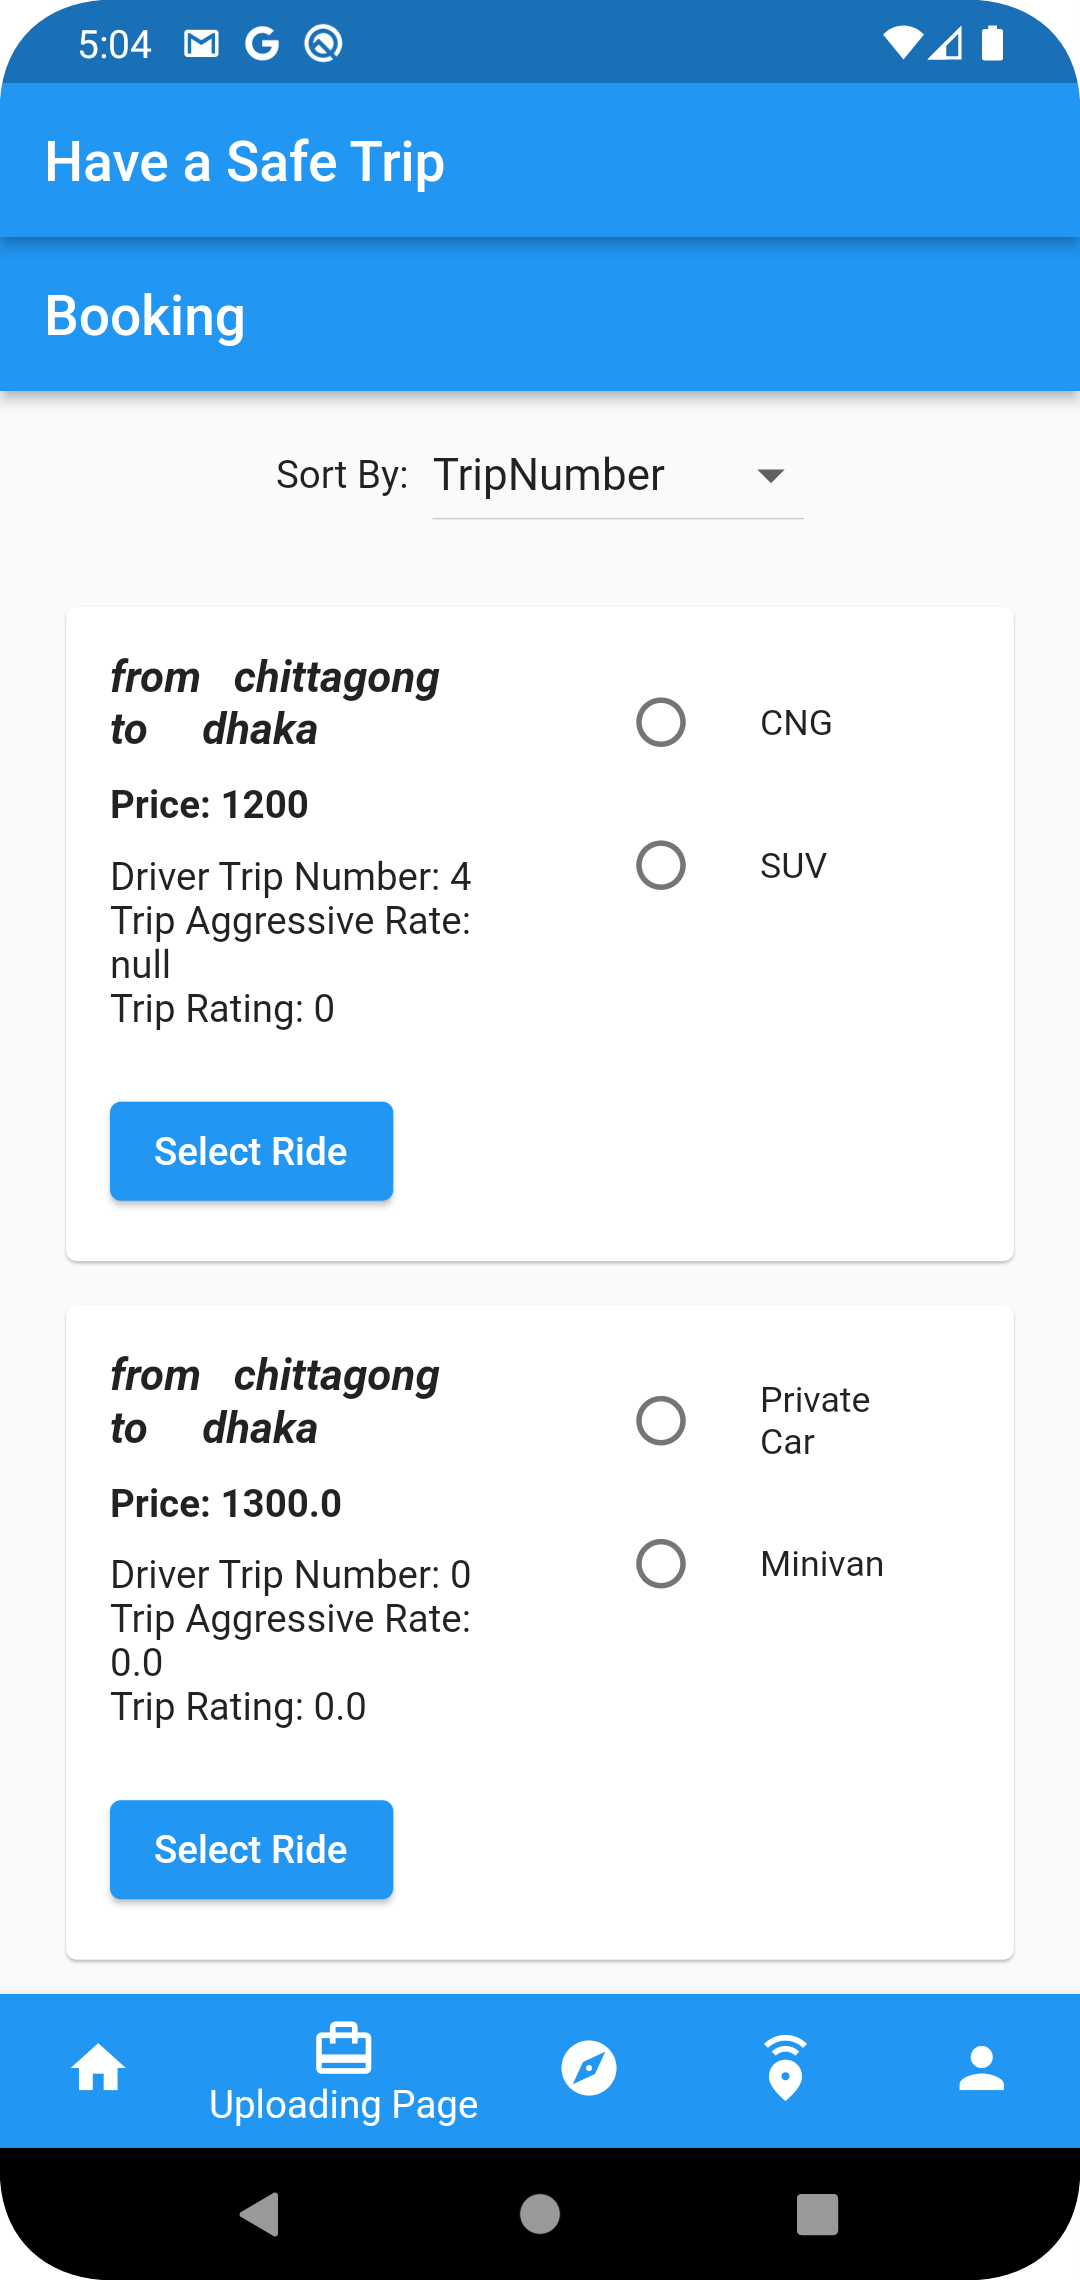 5:04
Have a Safe Trip
Booking
Sort By: TripNumber
from chittagong
to dhaka
Price: 1200
Driver Trip Number: 4
Trip Aggressive Rate:
null
Trip Rating: 0
CNG
SUV
Select Ride
from chittagong
to dhaka
Price: 1300.0
Driver Trip Number: 0
Trip Aggressive Rate:
0.0
Trip Rating: 0.0
Private
Car
Minivan
Select Ride
Uploading Page